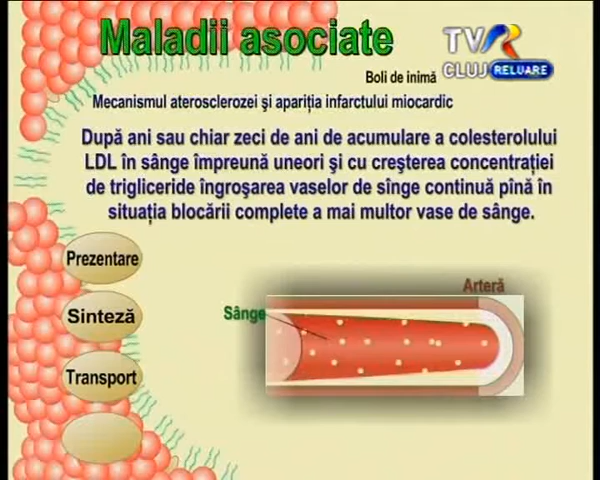 Maladii asociate
TVR
CLUJ RELUARE
Boli de inimă
Mecanismul aterosclerozei şi apariţia infarctului miocardic
După ani sau chiar zeci de ani de acumulare a colesterolului
LDL în sânge împreună uneori şi cu creşterea concentraţiei
de trigliceride îngroşarea vaselor de sînge continuă pînă în
situaţia blocării complete a mai multor vase de sânge.
Prezentare
Sinteză
Transport
Arteră
Sânge